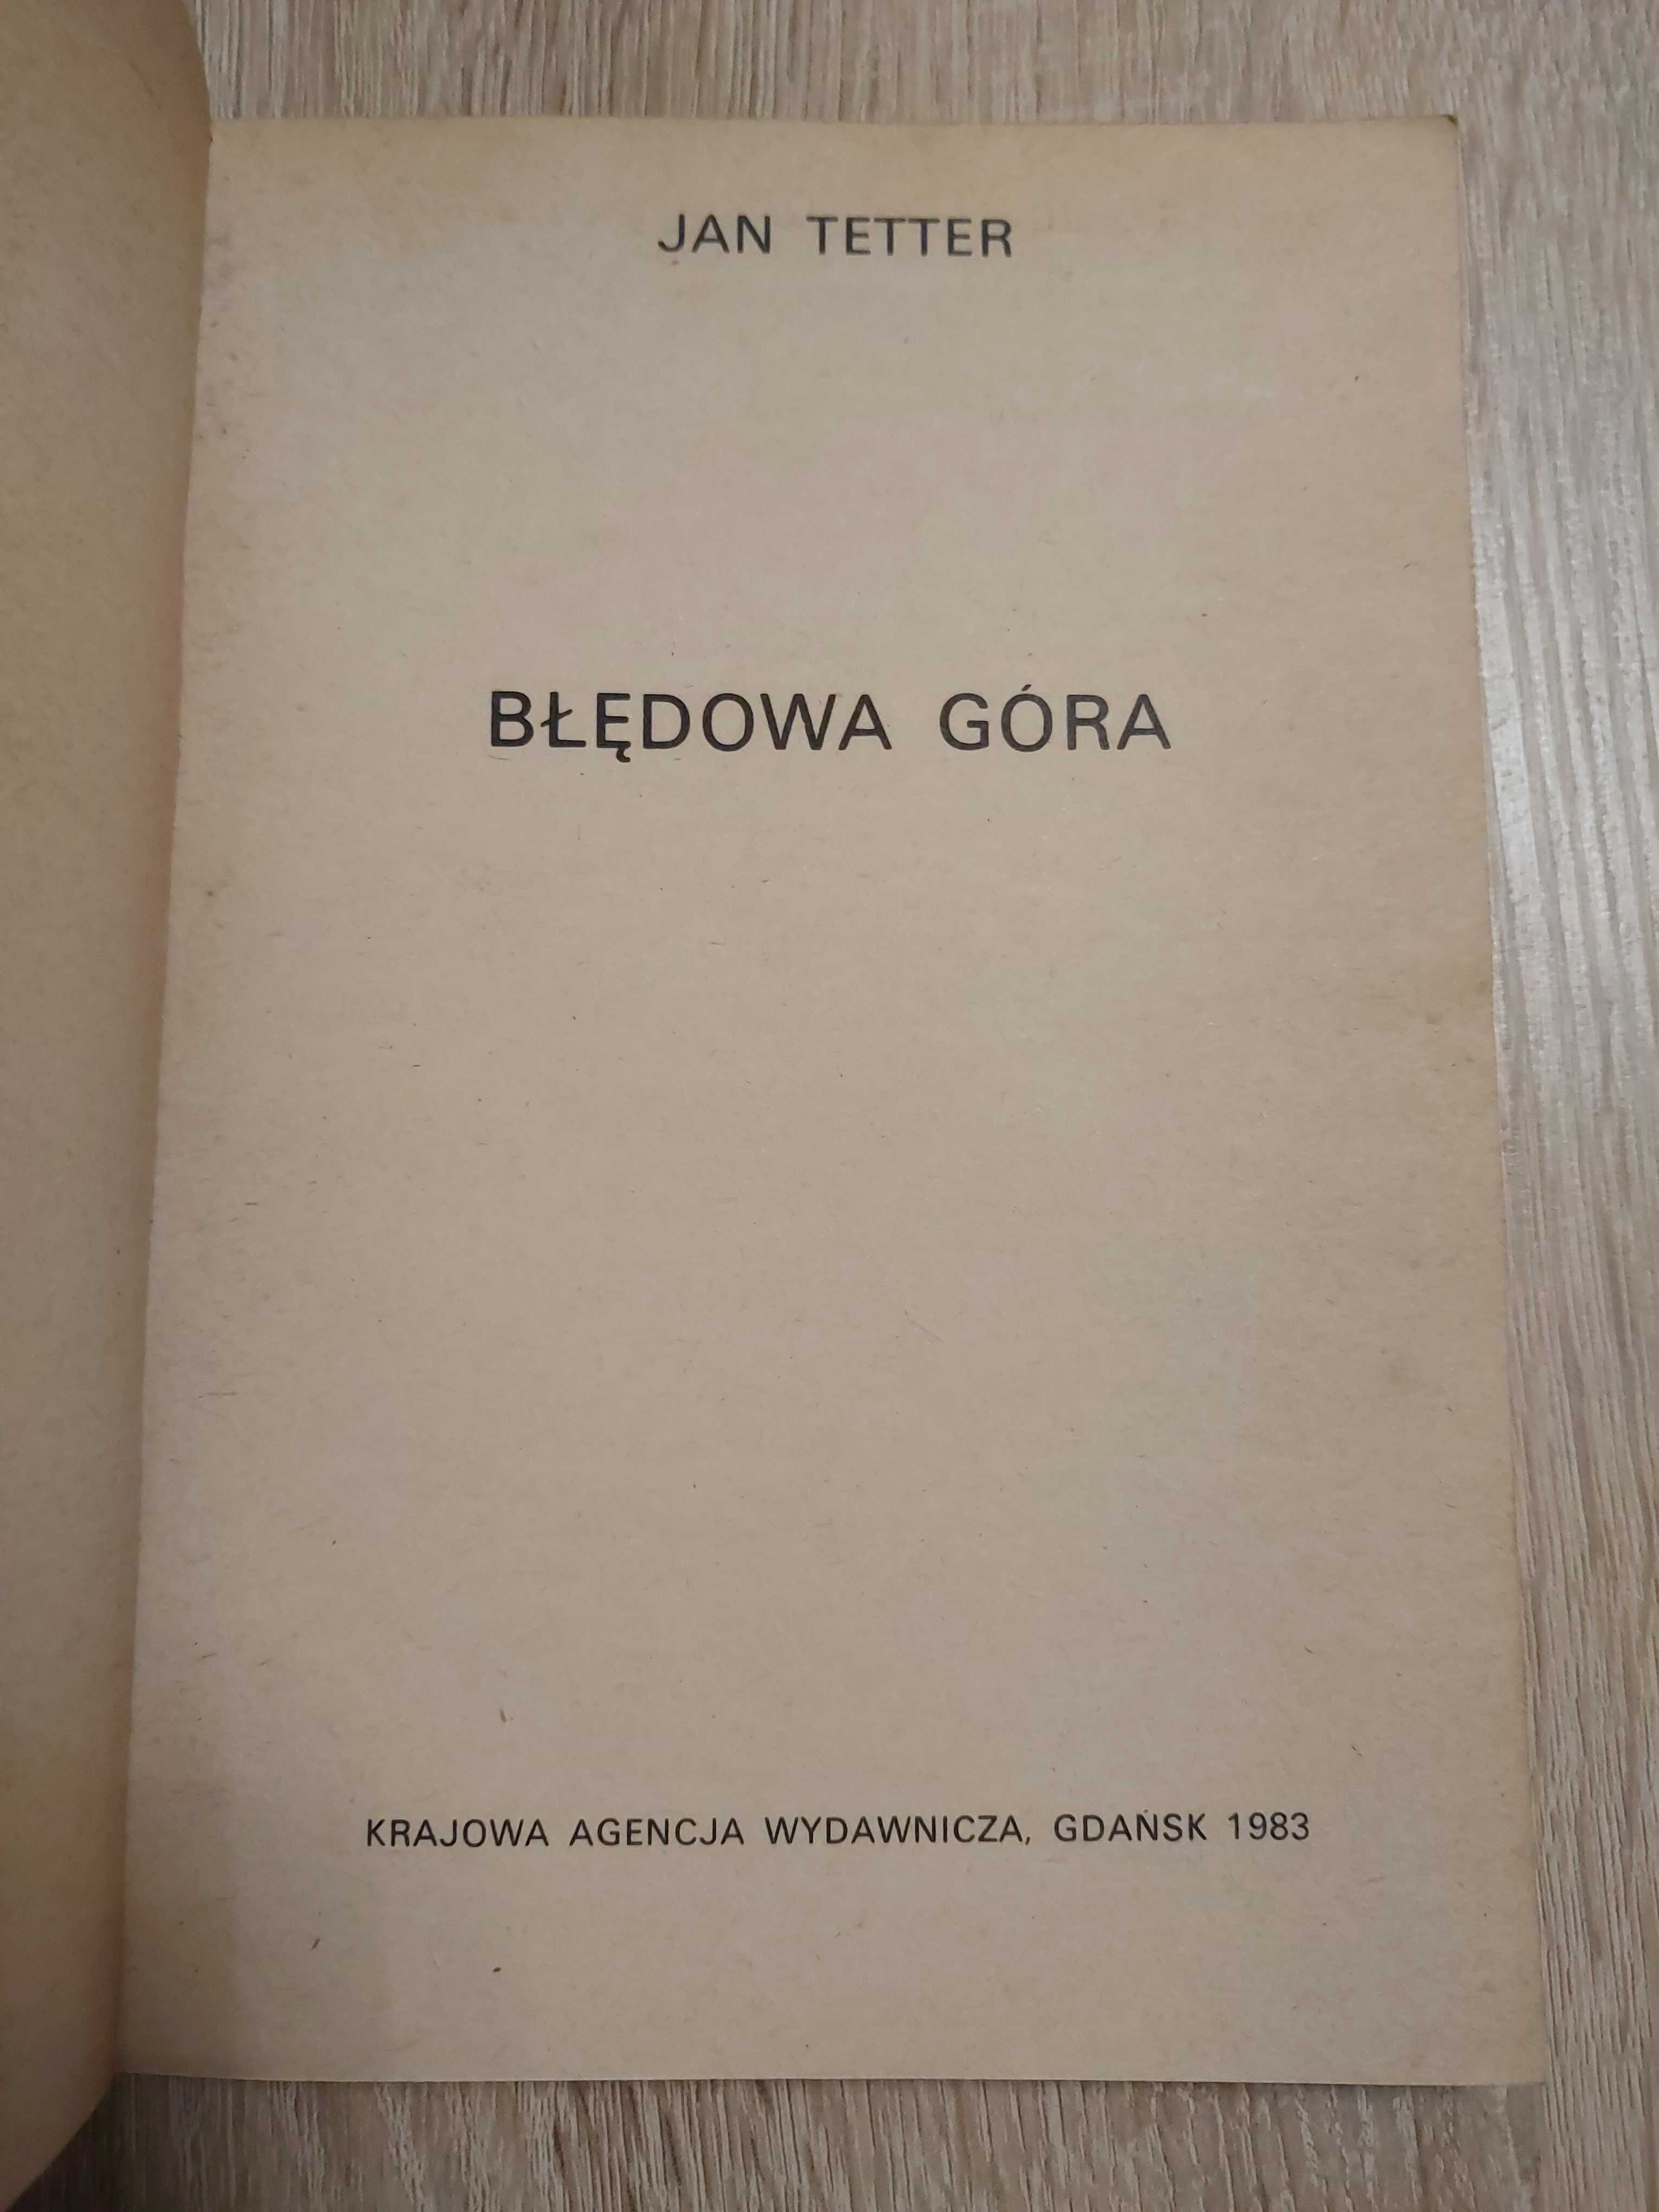 JAN TETTER
BŁĘDOWA GÓRA
KRAJOWA AGENCJA WYDAWNICZA, GDAŃSK 1983